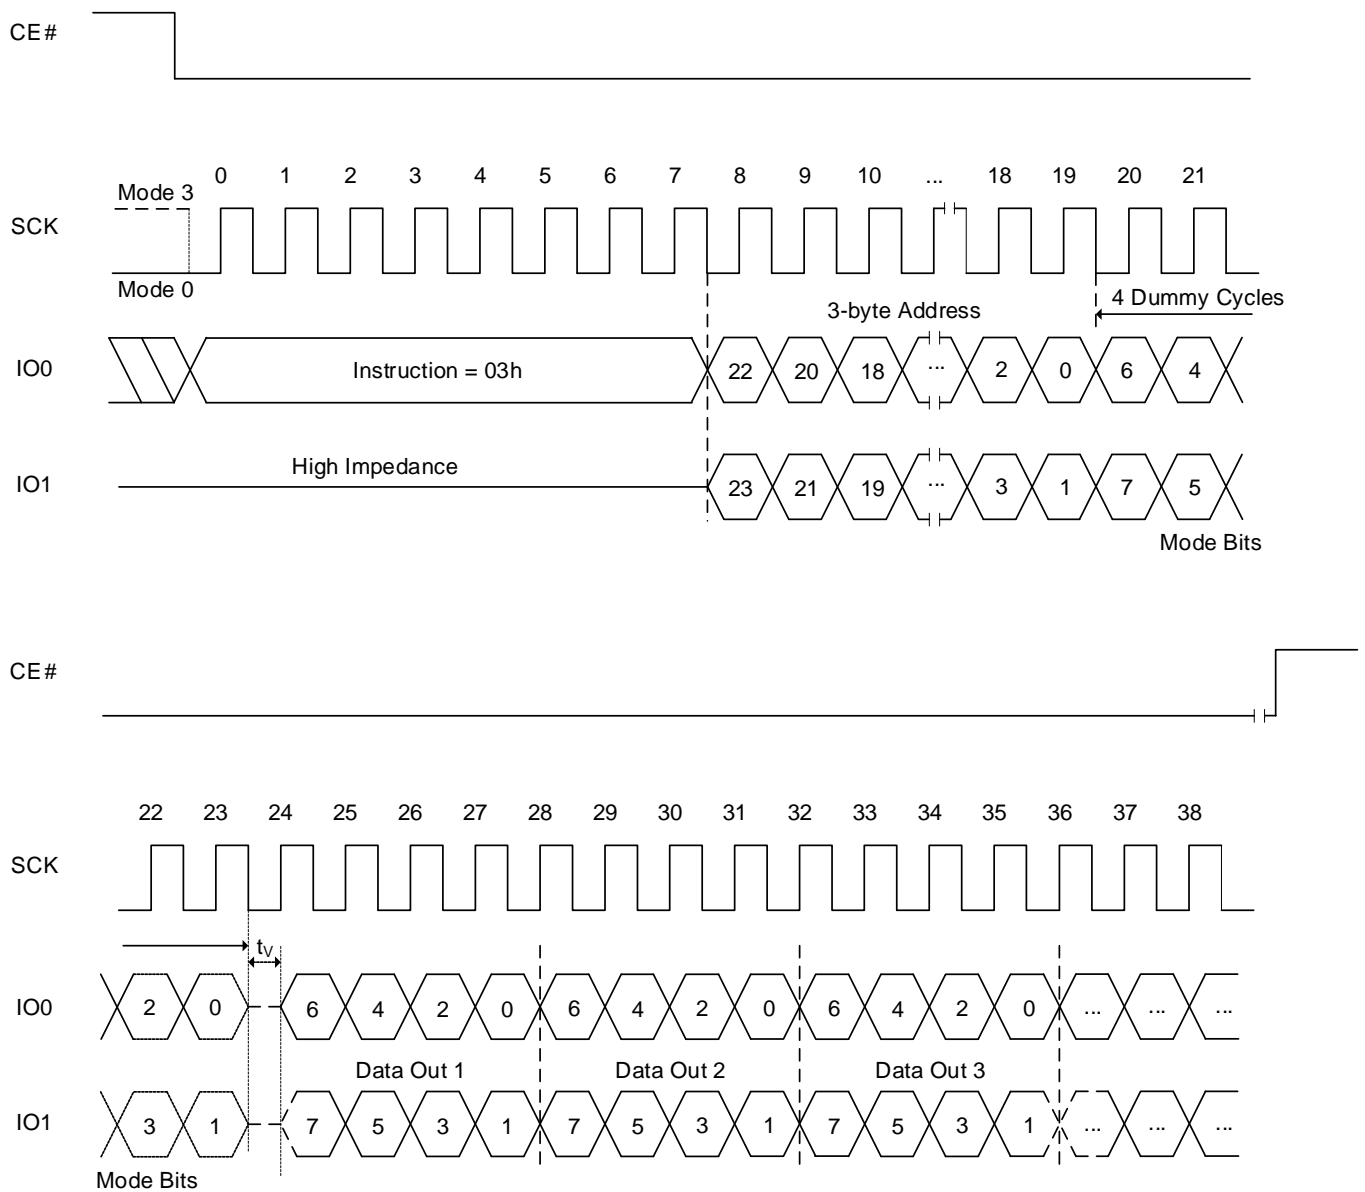 CE#
0 1 2 3 4 5 6 7 8 9 10 ... 18 19 20 21
Mode 3
SCK
Mode 0
3-byte Address
4 Dummy Cycles
IO0
Instruction = 03h
22 20 18 ... 2 0 6 4
High Impedance
IO1
23 21 19 ... 3 1 7 5
Mode Bits
CE#
22 23 24 25 26 27 28 29 30 31 32 33 34 35 36 37 38
SCK
tV
IO0
2 0 6 4 2 0 6 4 2 0 6 4 2 0 ... ... ...
Data Out 1 Data Out 2 Data Out 3
IO1
3 1 7 5 3 1 7 5 3 1 7 5 3 1 ... ... ...
Mode Bits